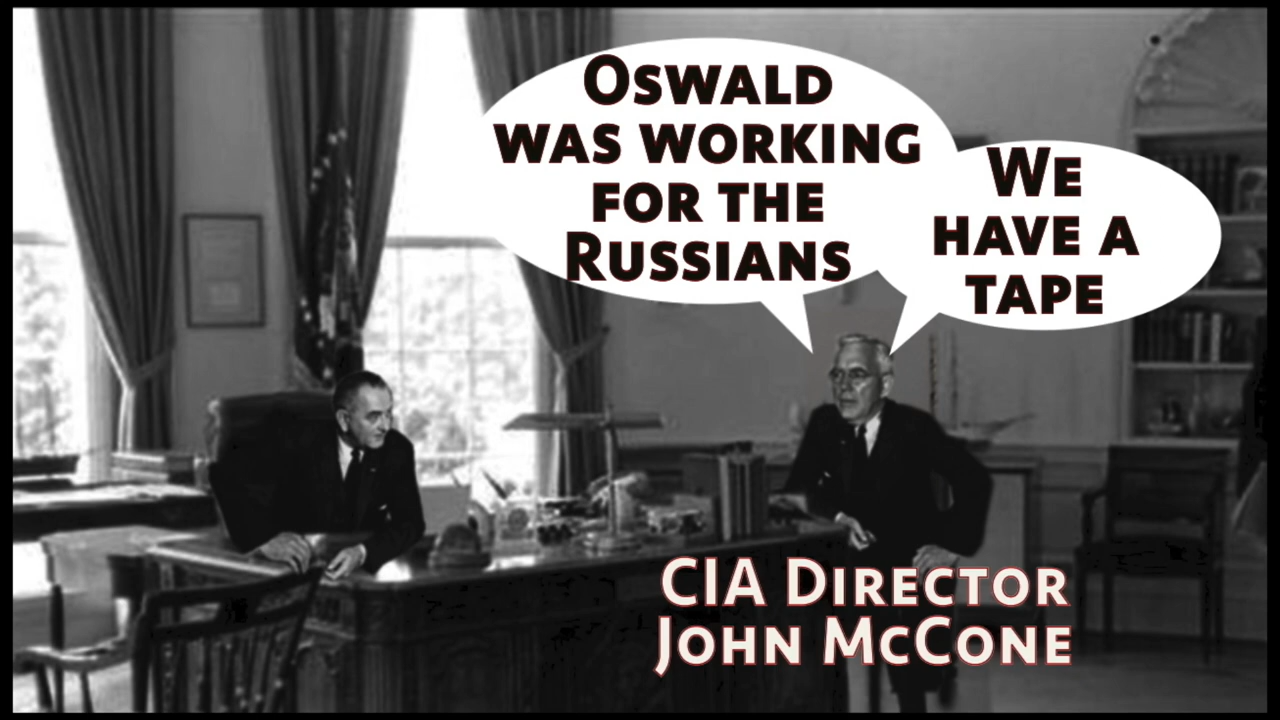 Oswald
was working
for the
Russians
We
have a
tape
CIA Director
John McCone